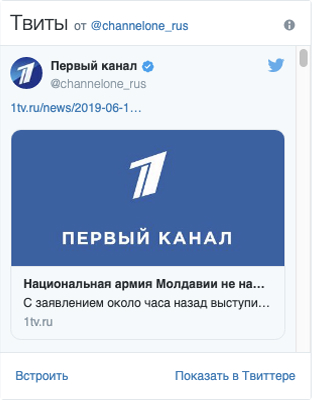 Твиты от @channelone_rus
Первый канал
@channelone_rus
1tv.ru/news/2019-06-1…
1
ПЕРВЫЙ КАНАЛ
Национальная армия Молдавии не на…
С заявлением около часа назад выступи…
1tv.ru
Встроить
Показать в Твиттере